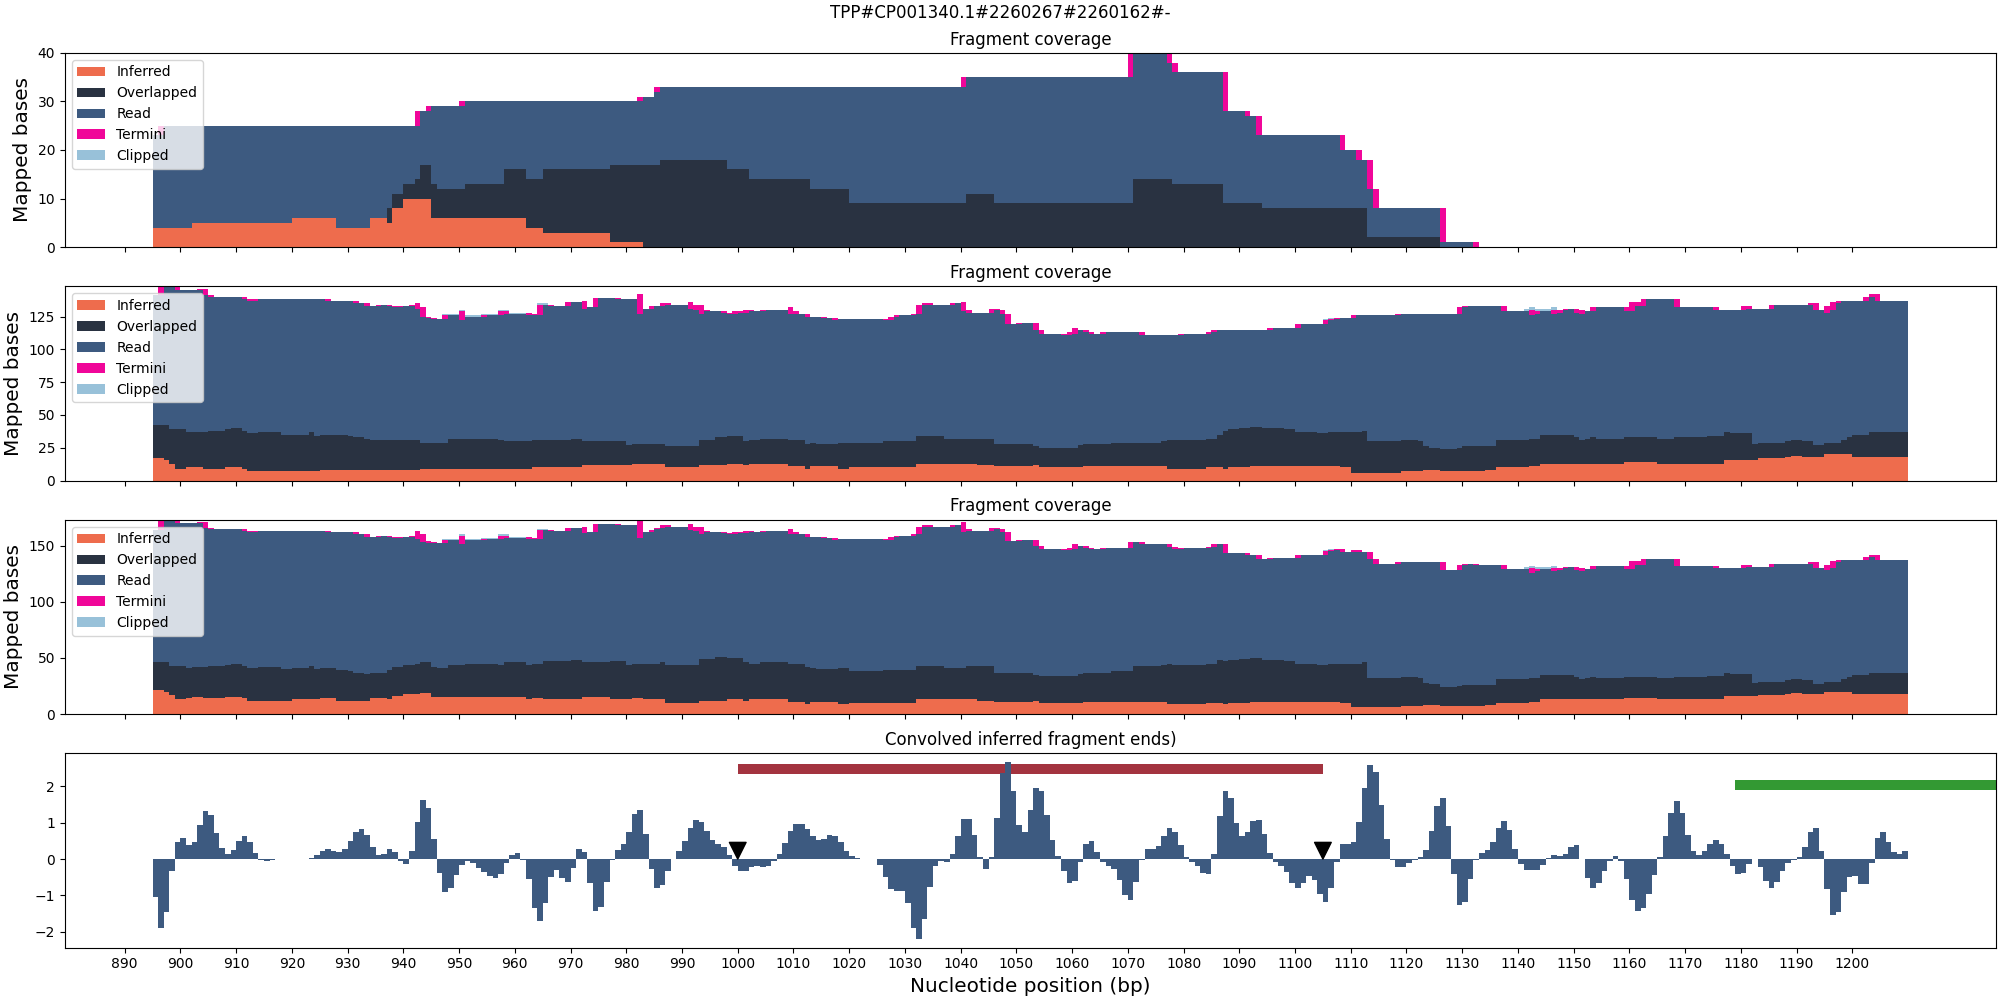 TPP#CP001340.1#2260267#2260162#-
Fragment coverage
40
30
20
10
0
Mapped bases
Inferred
Overlapped
Read
Termini
Clipped
Fragment coverage
125
100
75
50
25
0
Mapped bases
Inferred
Overlapped
Read
Termini
Clipped
Fragment coverage
150
100
50
0
Mapped bases
Inferred
Overlapped
Read
Termini
Clipped
Convolved inferred fragment ends)
2
1
0
−1
−2
890 900 910 920 930 940 950 960 970 980 990 1000 1010 1020 1030 1040 1050 1060 1070 1080 1090 1100 1110 1120 1130 1140 1150 1160 1170 1180 1190 1200
Nucleotide position (bp)